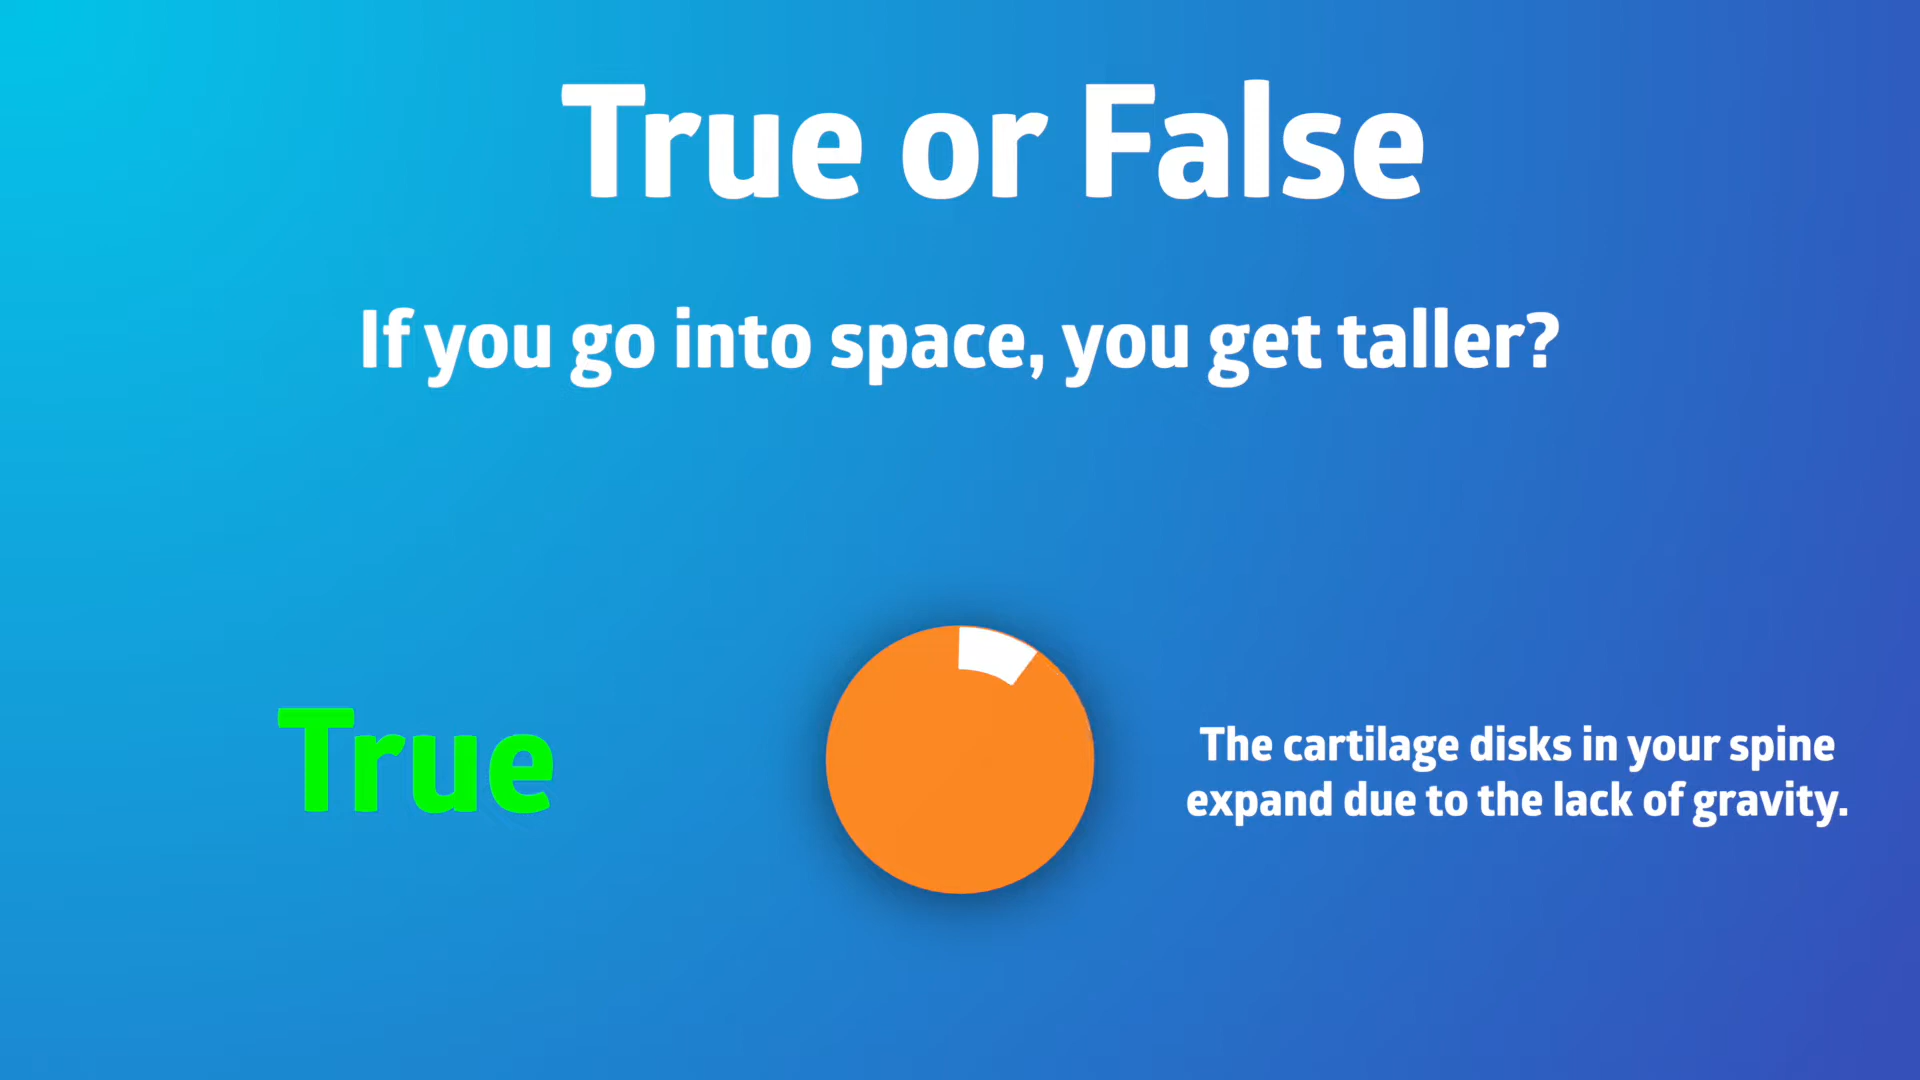 True or False
If you go into space, you get taller?
True
The cartilage disks in your spine
expand due to the lack of gravity.